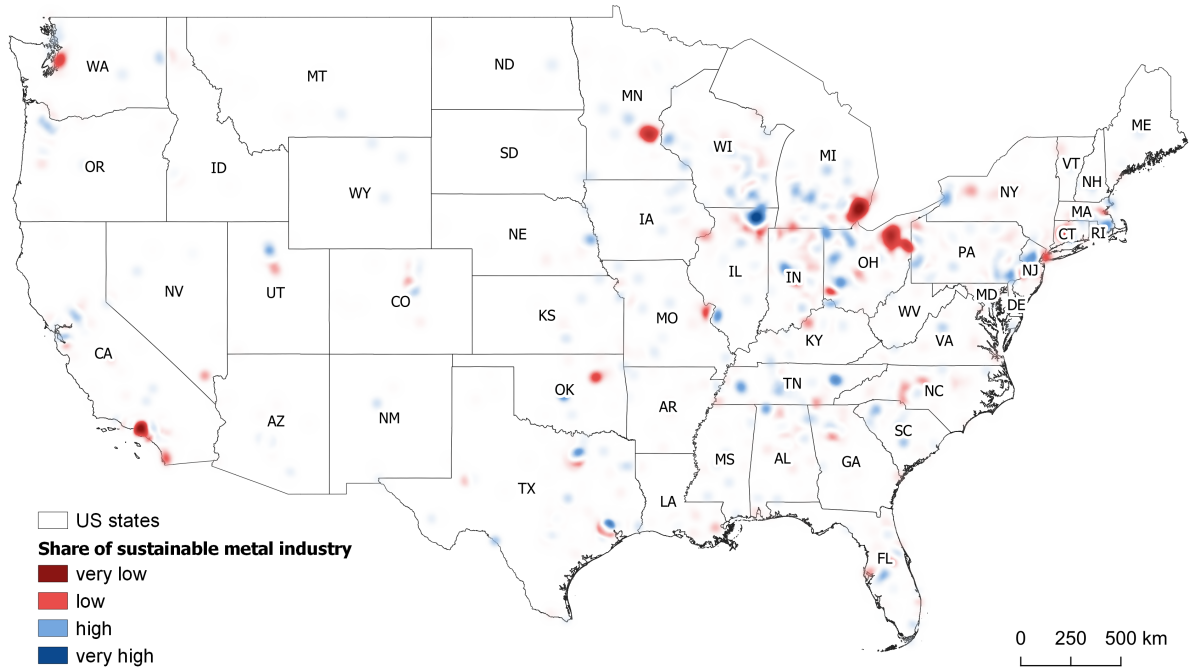 WA
MT
ND
MN
ME
OR
ID
SD
WI
MI
VT
NH
NY
WY
MA
CT
RI
IA
NE
PA
NV
UT
CO
IL
IN
OH
NJ
MD
DE
WV
KS
MO
VA
CA
KY
OK
TN
NC
AZ
NM
AR
SC
MS
AL
GA
TX
LA
FL
US states
Share of sustainable metal industry
very low
low
high
very high
0 250 500 km